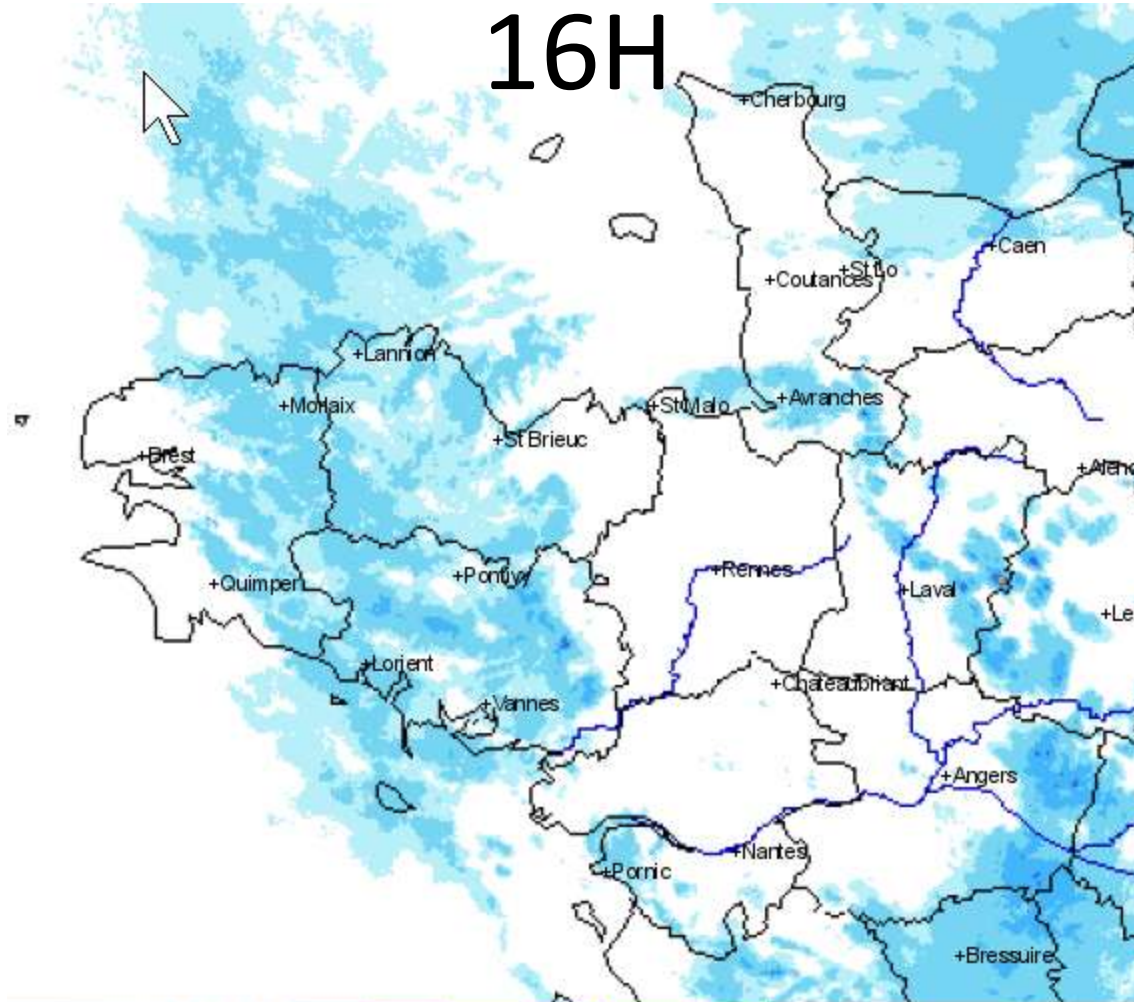 16H
+Cherbourg
+Caen
+St Lo
+Coutances
+Lannion
+Avranches
+Morlaix
+St Malo
+St Brieuc
+Brest
+Rennes
+Pontivy
+Quimper
+Laval
+Le
+Lorient
+Chateaubriant
+Vannes
+Angers
+Nantes
+Pornic
+Bressuire